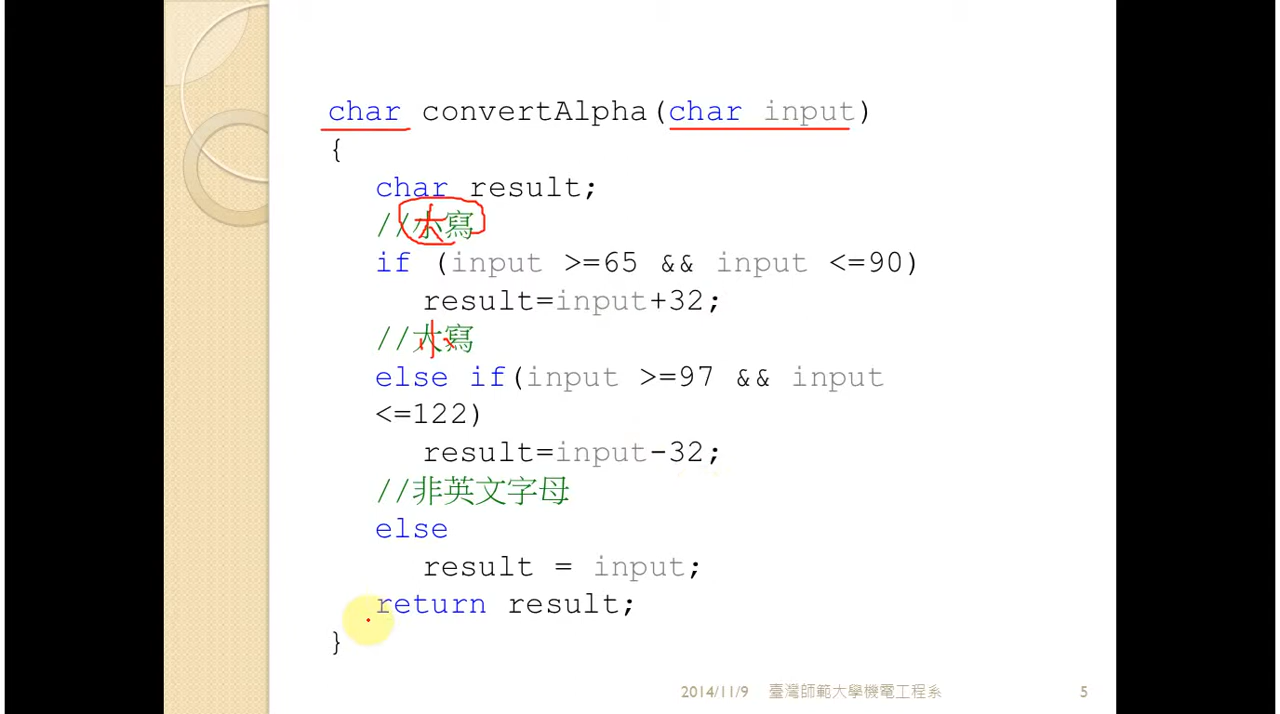 char convertAlpha(char input)
{
char result;
//小寫
大
if (input >=65 && input <=90)
result=input+32;
//大寫
小
else if(input >=97 && input
<=122)
result=input-32;
//非英文字母
else
result = input;
return result;
}
2014/11/9 臺灣師範大學機電工程系 5